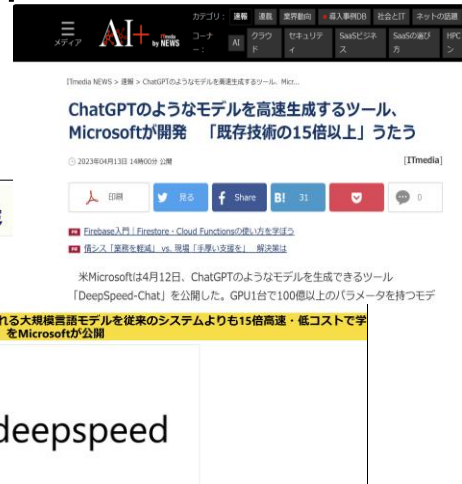 カテゴリ： 速報 連載 業界動向 導入事例DB 社会とIT ネットの話題
メディア AI+ by ITmedia NEWS コーナー： AI クラウド セキュリティ SaaSビジネス SaaSの選び方 HPC
ITmedia NEWS > 速報 > ChatGPTのようなモデルを高速生成するツール、Micr...
ChatGPTのようなモデルを高速生成するツール、
Microsoftが開発 「既存技術の15倍以上」うたう
2023年04月13日 14時00分 公開
[ITmedia]
印刷 見る Share B! 31 0
PR Firebase入門｜Firestore・Cloud Functionsの使い方を学ぼう
PR 情シス「業務を軽減」 vs. 現場「手厚い支援を」 解決策は
米Microsoftは4月12日、ChatGPTのようなモデルを生成できるツール
「DeepSpeed-Chat」を公開した。GPU1台で100億以上のパラメータを持つモデ
れる大規模言語モデルを従来のシステムよりも15倍高速・低コストで学
をMicrosoftが公開
deepspeed